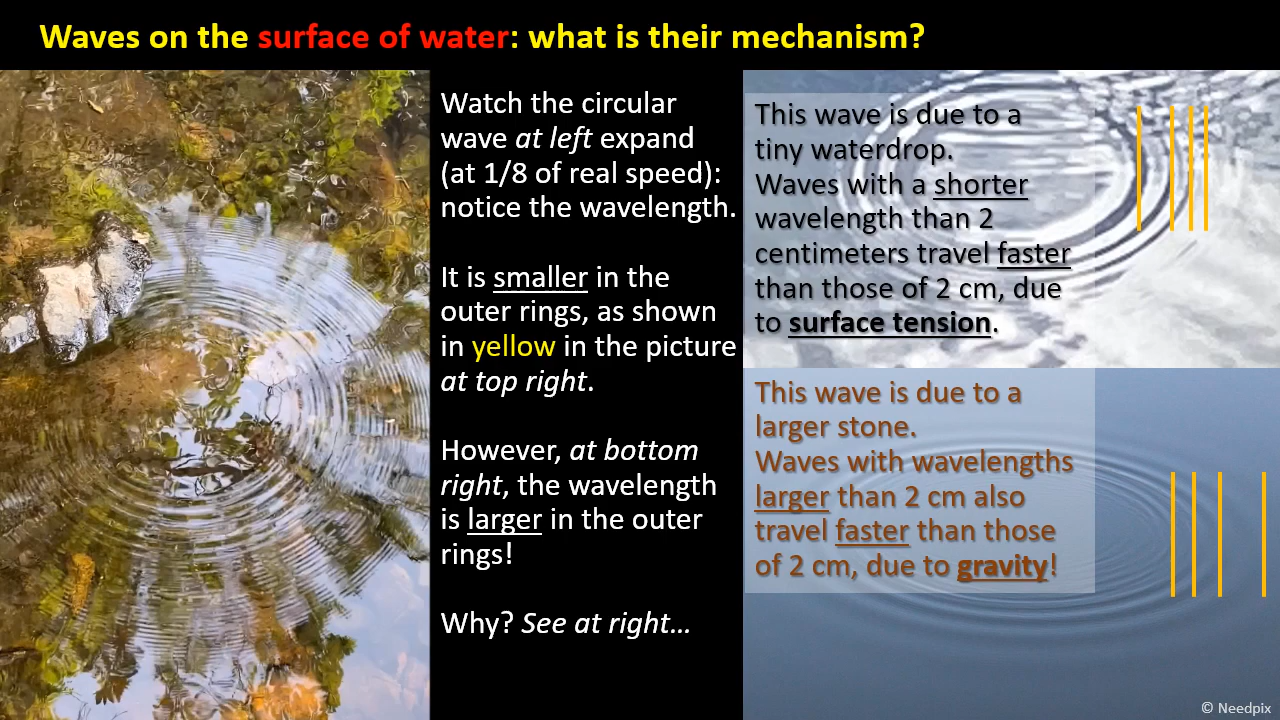 Waves on the surface of water: what is their mechanism?
Watch the circular
wave at left expand
(at 1/8 of real speed):
notice the wavelength.
It is smaller in the
outer rings, as shown
in yellow in the picture
at top right.
However, at bottom
right, the wavelength
is larger in the outer
rings!
Why? See at right...
This wave is due to a
tiny waterdrop.
Waves with a shorter
wavelength than 2
centimeters travel faster
than those of 2 cm, due
to surface tension.
This wave is due to a
larger stone.
Waves with wavelengths
larger than 2 cm also
travel faster than those
of 2 cm, due to gravity!
© Needpix